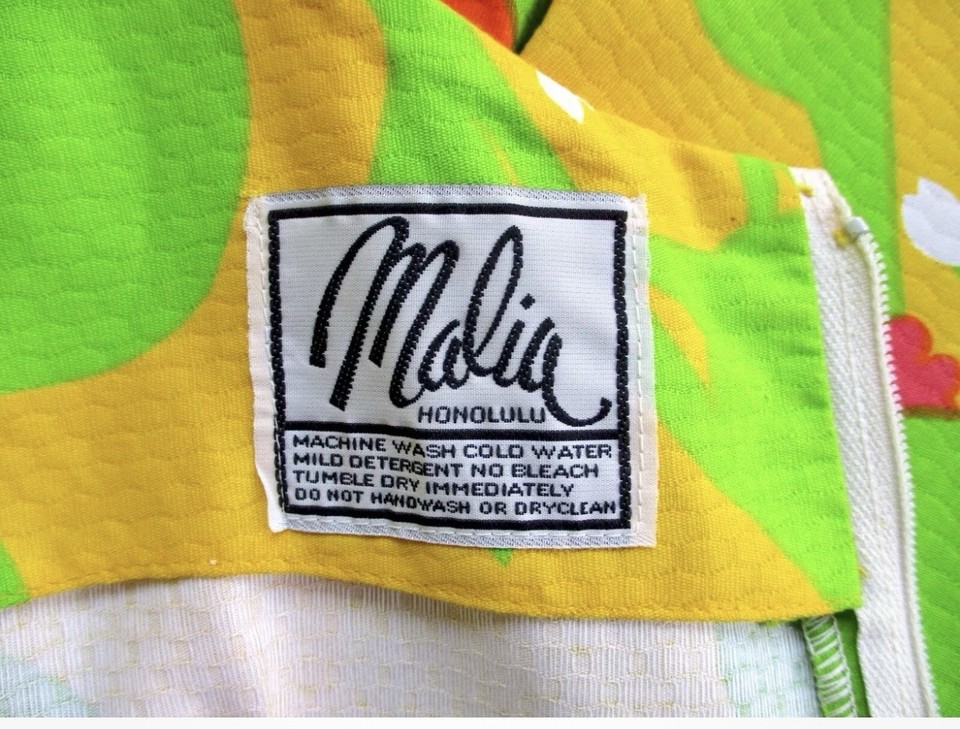 Malia
HONOLULU
MACHINE WASH COLD WATER
MILD DETERGENT NO BLEACH
TUMBLE DRY IMMEDIATELY
DO NOT HANDWASH OR DRYCLEAN